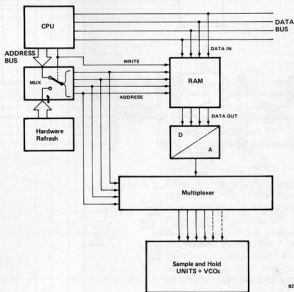 CPU
DATA
BUS
ADDRESS
BUS
DATA IN
WRITE
MUX
RAM
ADDRESS
Hardware
Refresh
DATA OUT
D
A
Multiplexer
Sample and Hold
UNITS + VCOs
82